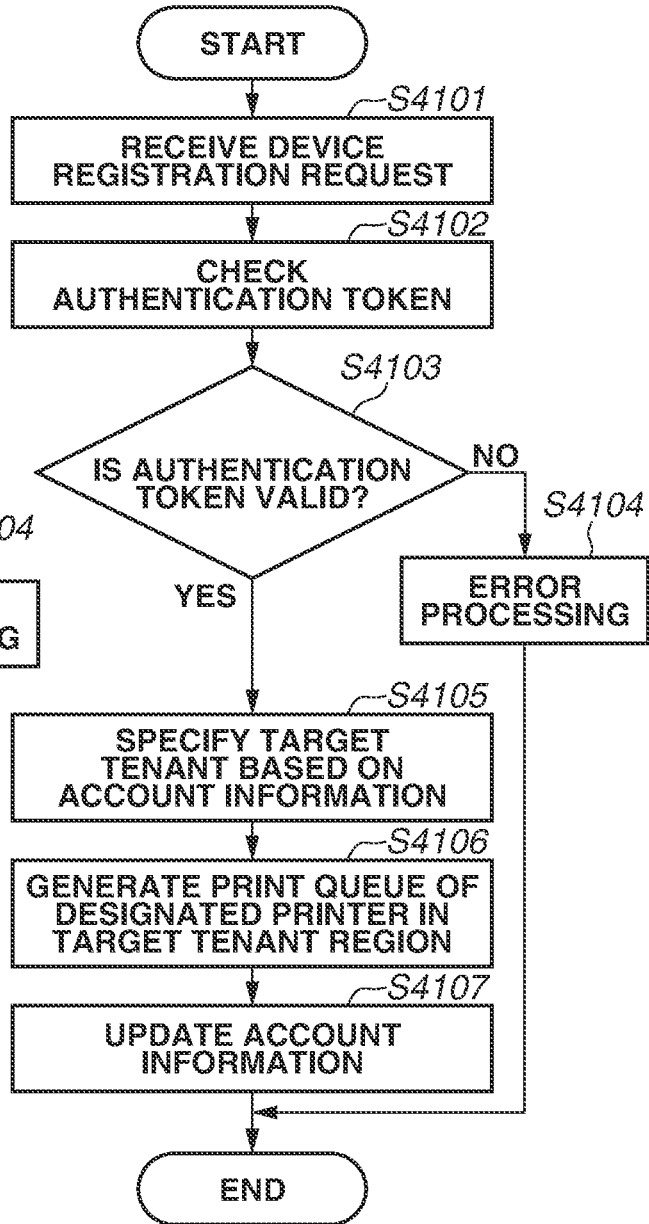 START
S4101
RECEIVE DEVICE
REGISTRATION REQUEST
S4102
CHECK
AUTHENTICATION TOKEN
S4103
IS AUTHENTICATION
TOKEN VALID?
NO
S4104
04
YES
ERROR
PROCESSING
G
S4105
SPECIFY TARGET
TENANT BASED ON
ACCOUNT INFORMATION
S4106
GENERATE PRINT QUEUE OF
DESIGNATED PRINTER IN
TARGET TENANT REGION
S4107
UPDATE ACCOUNT
INFORMATION
END